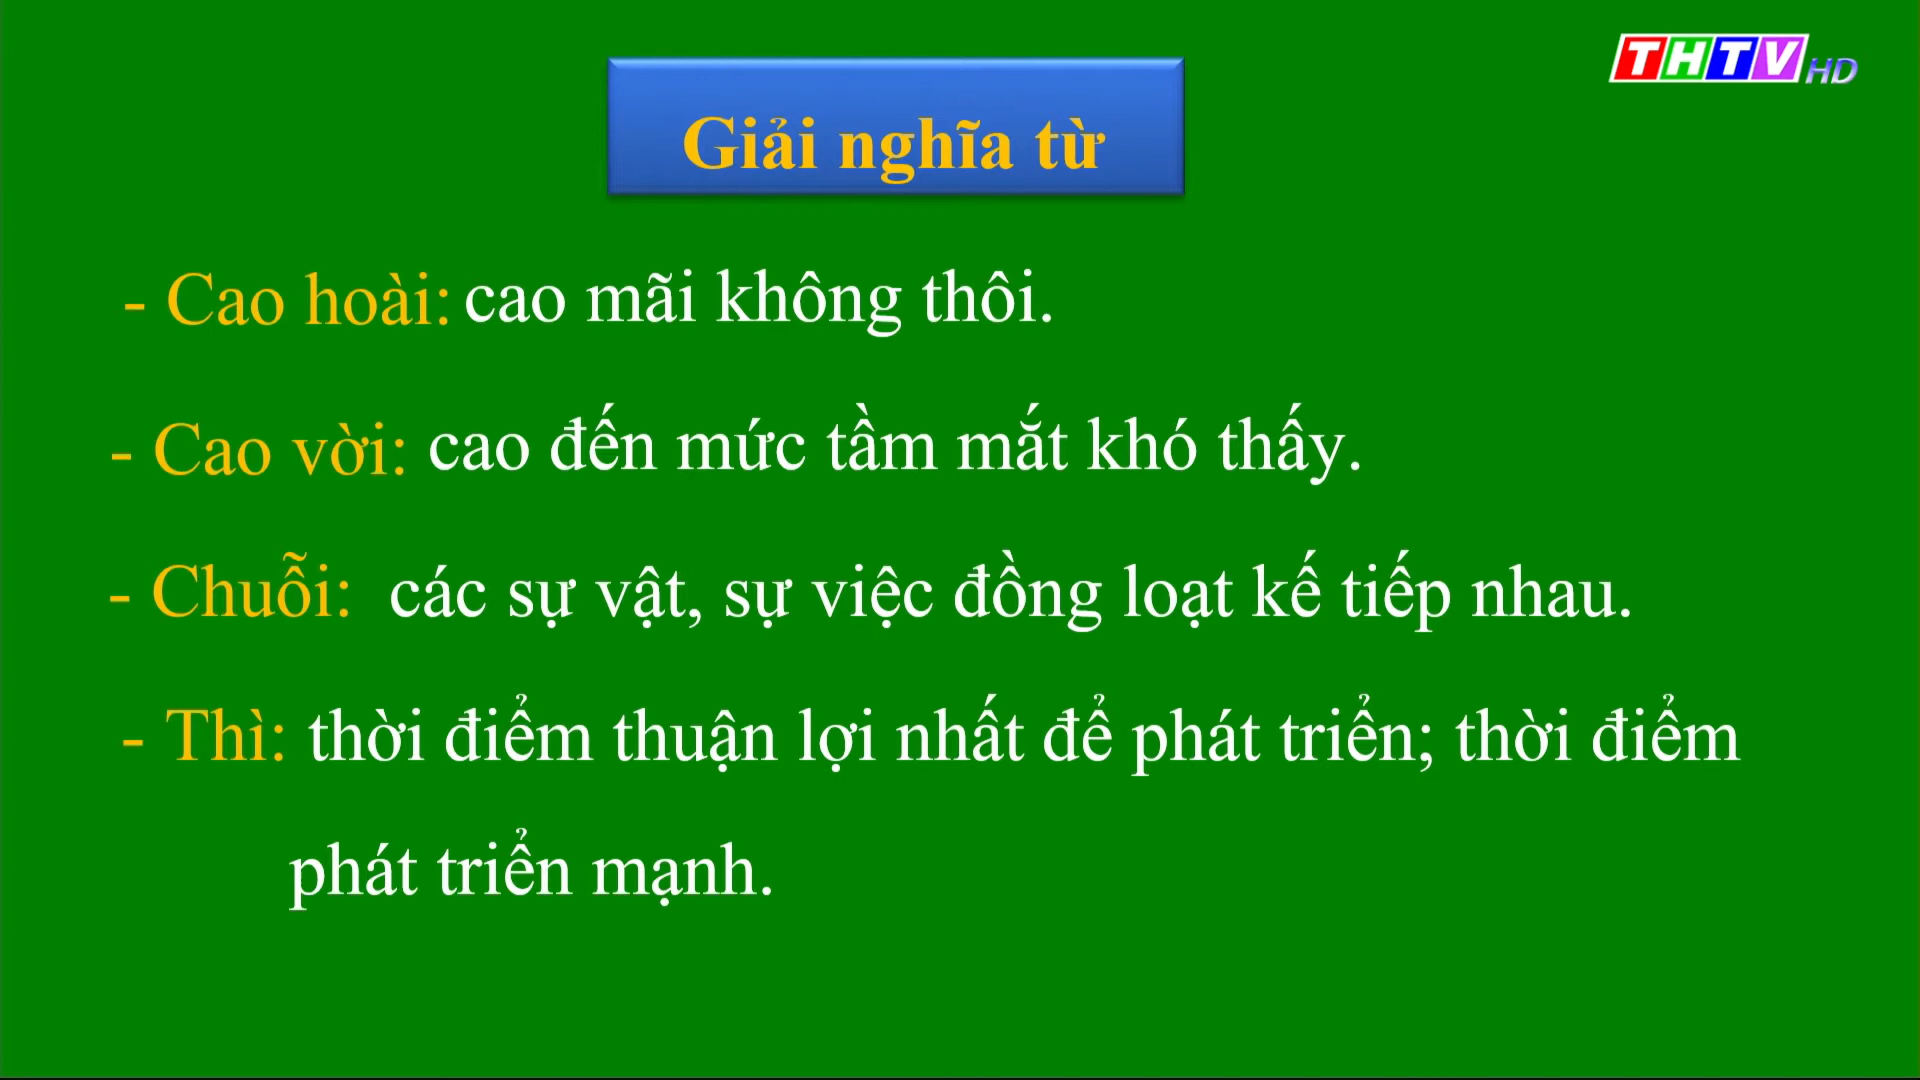 THTV HD
Giải nghĩa từ
- Cao hoài: cao mãi không thôi.
- Cao vời: cao đến mức tầm mắt khó thấy.
- Chuỗi: các sự vật, sự việc đồng loạt kế tiếp nhau.
- Thì: thời điểm thuận lợi nhất để phát triển; thời điểm
phát triển mạnh.